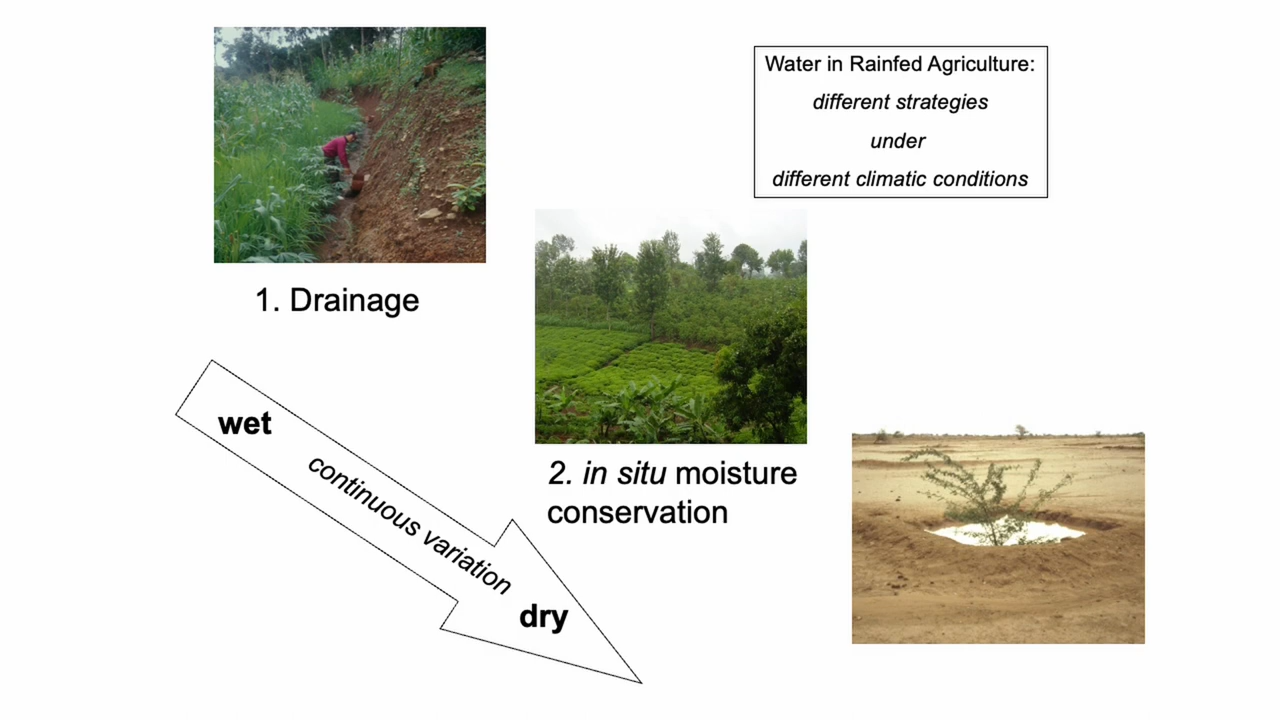 Water in Rainfed Agriculture:
different strategies
under
different climatic conditions
1. Drainage
wet
continuous variation
dry
2. in situ moisture
conservation